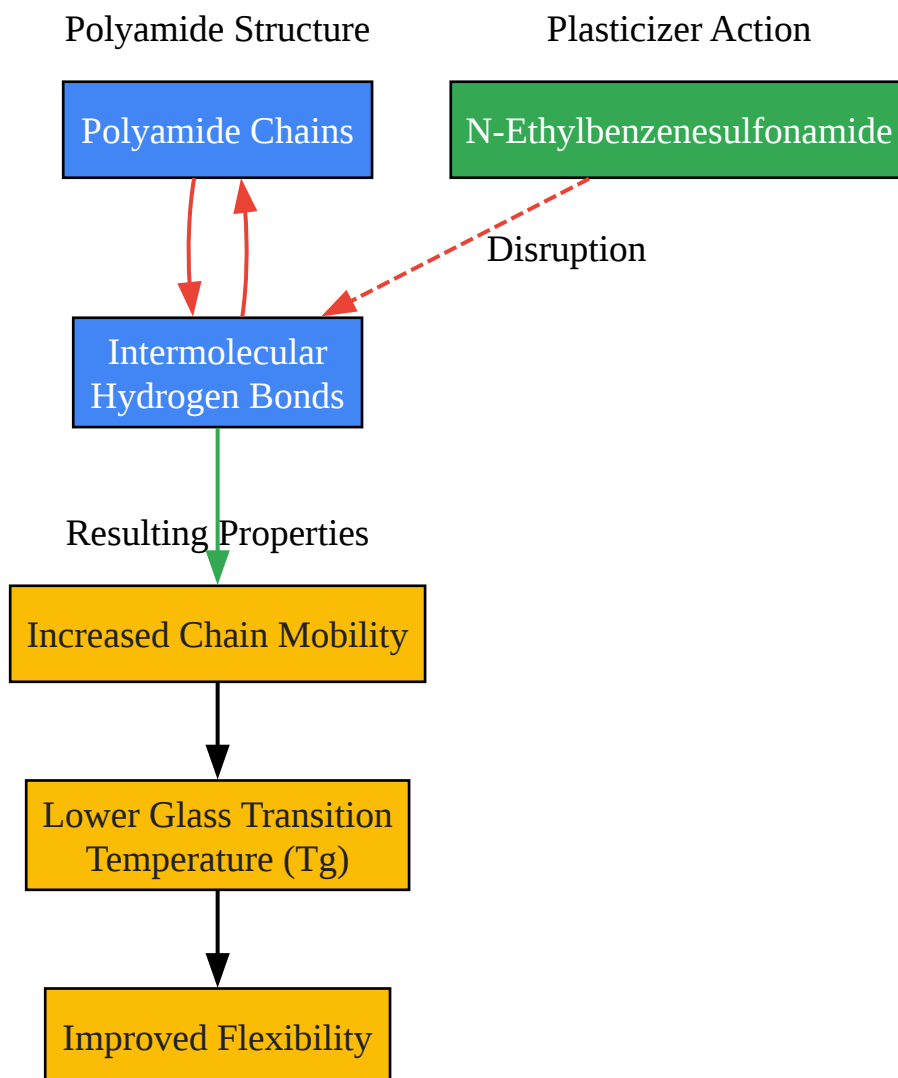 Polyamide Structure
Plasticizer Action
Polyamide Chains
N-Ethylbenzenesulfonamide
Disruption
Intermolecular
Hydrogen Bonds
Resulting Properties
Increased Chain Mobility
Lower Glass Transition
Temperature (Tg)
Improved Flexibility